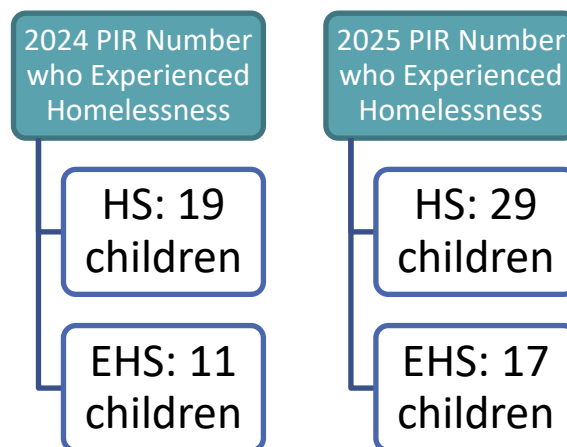 2024 PIR Number
who Experienced
Homelessness
HS: 19
children
EHS: 11
children
2025 PIR Number
who Experienced
Homelessness
HS: 29
children
EHS: 17
children